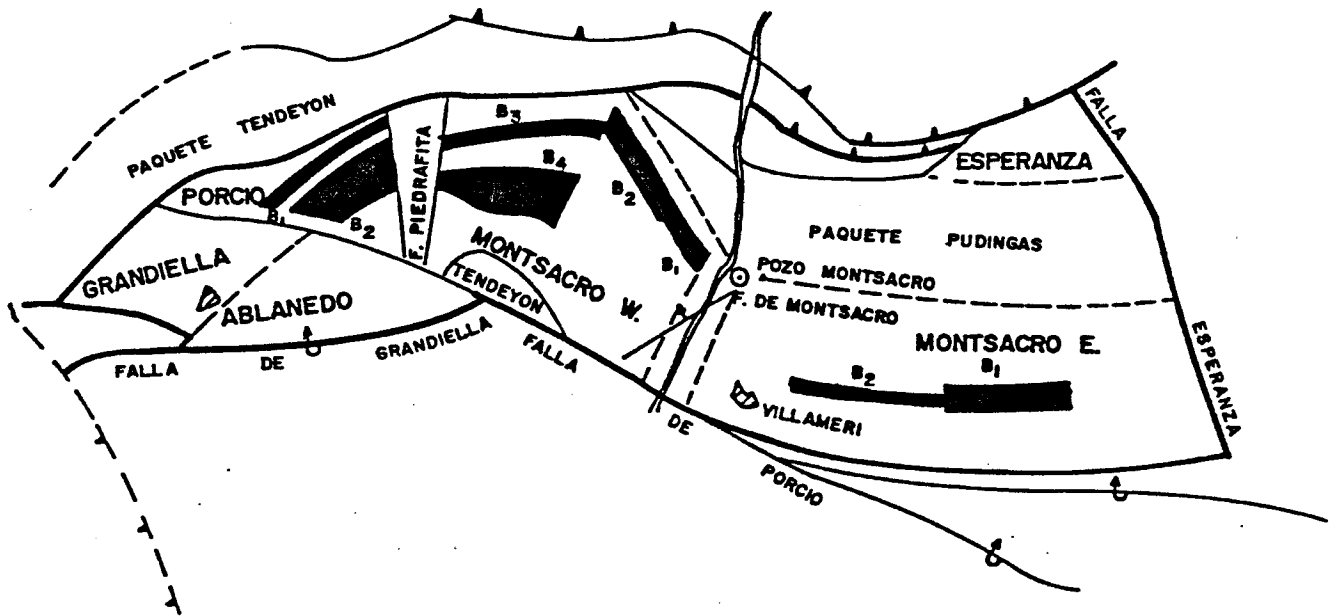 PAQUETE TENDEYON
PORCIO
B1
B2
F. PIEDRAFITA
B3
B4
B2
B1
MONTSACRO W.
TENDEYON
GRANDIELLA
ABLANEDO
FALLA DE GRANDIELLA
FALLA DE PORCIO
ESPERANZA
FALLA ESPERANZA
PAQUETE PUDINGAS
POZO MONTSACRO
F. DE MONTSACRO
MONTSACRO E.
B2
B1
VILLAMERI